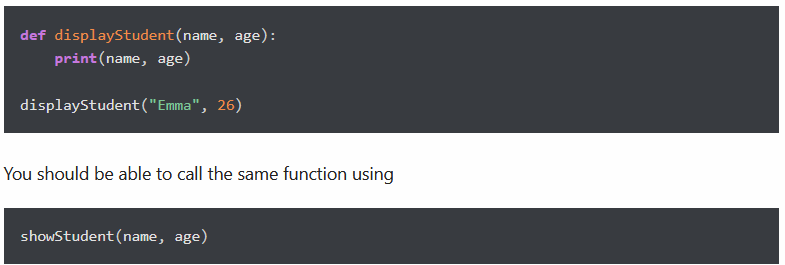 def displayStudent(name, age):
    print(name, age)
displayStudent("Emma", 26)
You should be able to call the same function using
showStudent(name, age)